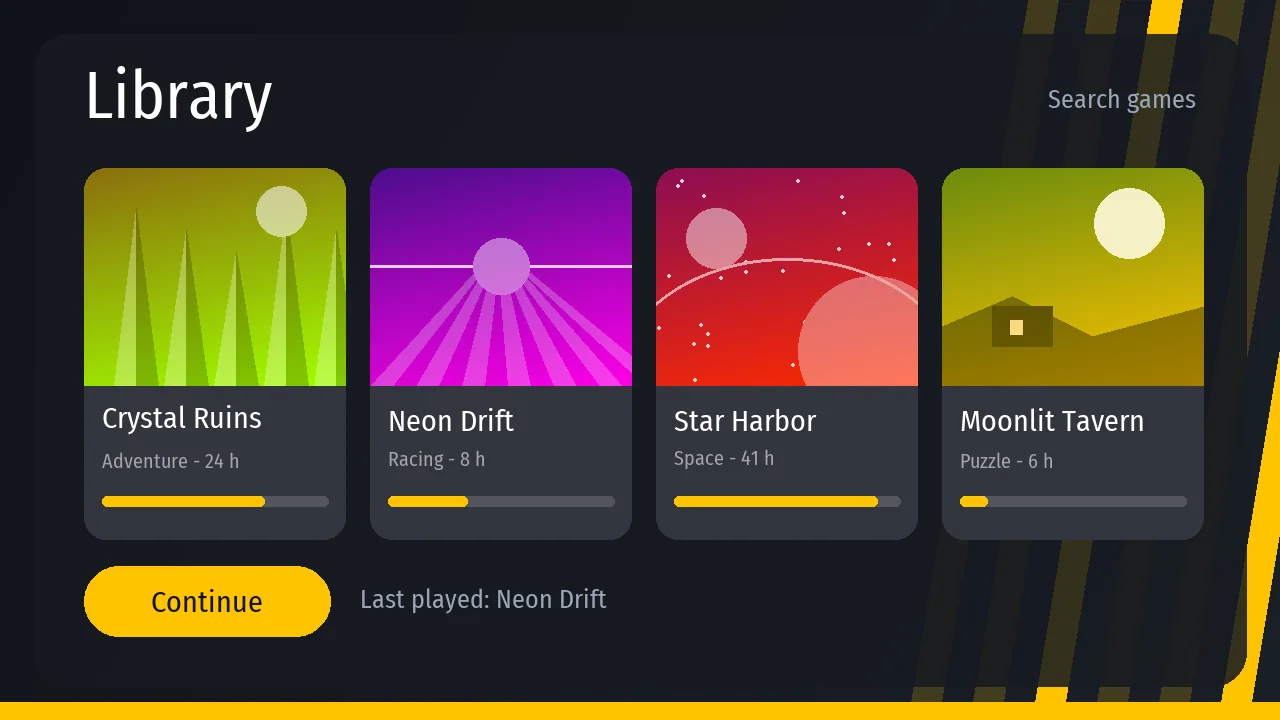 Library
Search games
Crystal Ruins
Adventure - 24 h
Neon Drift
Racing - 8 h
Star Harbor
Space - 41 h
Moonlit Tavern
Puzzle - 6 h
Continue
Last played: Neon Drift